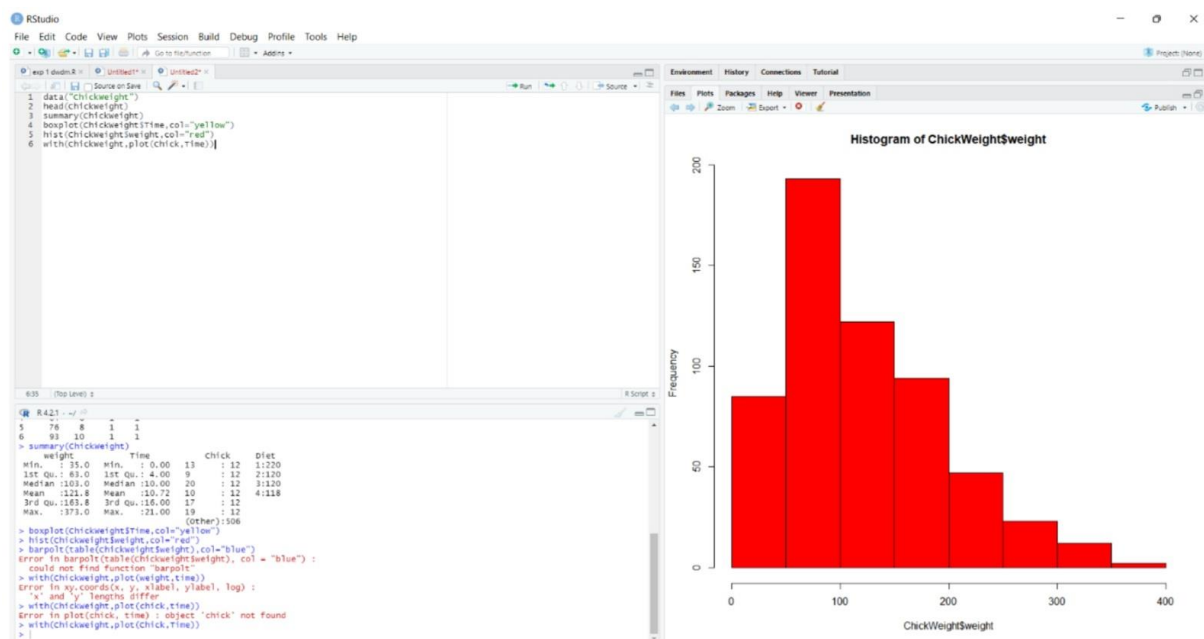 RStudio
File Edit Code View Plots Session Build Debug Profile Tools Help
Go to file/function Addins
Project: (None)
exp 1 dwdm.R Untitled1* Untitled2*
Source on Save Run Source
1 data("ChickWeight")
2 head(ChickWeight)
3 summary(ChickWeight)
4 boxplot(ChickWeight$Time,col="yellow")
5 hist(ChickWeight$weight,col="red")
6 with(ChickWeight,plot(Chick,Time))
6:35 (Top Level) R Script
R 4.2.1 · ~/
5 76 8 1 1
6 93 10 1 1
> summary(ChickWeight)
weight Time Chick Diet
Min. : 35.0 Min. : 0.00 13 : 12 1:220
1st Qu.: 63.0 1st Qu.: 4.00 9 : 12 2:120
Median :103.0 Median :10.00 20 : 12 3:120
Mean :121.8 Mean :10.72 10 : 12 4:118
3rd Qu.:163.8 3rd Qu.:16.00 17 : 12
Max. :373.0 Max. :21.00 19 : 12
(Other):506
> boxplot(ChickWeight$Time,col="yellow")
> hist(ChickWeight$weight,col="red")
> barpolt(table(ChickWeight$weight),col="blue")
Error in barpolt(table(ChickWeight$weight), col = "blue") :
could not find function "barpolt"
> with(ChickWeight,plot(weight,time))
Error in xy.coords(x, y, xlabel, ylabel, log) :
'x' and 'y' lengths differ
> with(ChickWeight,plot(chick,time))
Error in plot(chick, time) : object 'chick' not found
> with(ChickWeight,plot(Chick,Time))
>
Environment History Connections Tutorial
Files Plots Packages Help Viewer Presentation
Zoom Export Publish
Histogram of ChickWeight$weight
200
150
100
50
0
Frequency
0 100 200 300 400
ChickWeight$weight